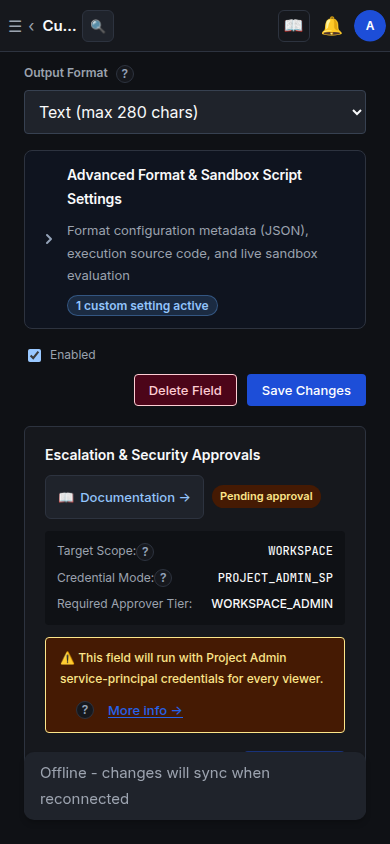 Cu...
A
Output Format ?
Text (max 280 chars)
Advanced Format & Sandbox Script
Settings
Format configuration metadata (JSON),
execution source code, and live sandbox
evaluation
1 custom setting active
Enabled
Delete Field
Save Changes
Escalation & Security Approvals
Documentation →
Pending approval
Target Scope: ?
WORKSPACE
Credential Mode: ?
PROJECT_ADMIN_SP
Required Approver Tier:
WORKSPACE_ADMIN
⚠️ This field will run with Project Admin
service-principal credentials for every viewer.
? More info →
Offline - changes will sync when
reconnected